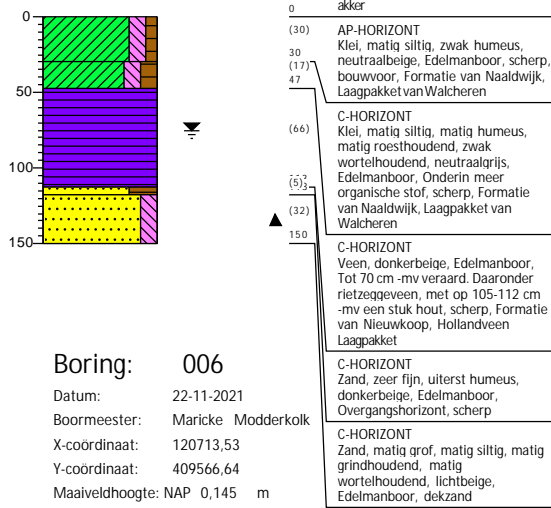 0
50
100
150
0
akker
(30)
AP-HORIZONT
Klei, matig siltig, zwak humeus,
neutraalbeige, Edelmanboor, scherp,
bouwvoor, Formatie van Naaldwijk,
Laagpakket van Walcheren
30
(17)
47
C-HORIZONT
Klei, matig siltig, matig humeus,
matig roesthoudend, zwak
wortelhoudend, neutraalgrijs,
Edelmanboor, Onderin meer
organische stof, scherp, Formatie
van Naaldwijk, Laagpakket van
Walcheren
(66)
(5)
(32)
150
C-HORIZONT
Veen, donkerbeige, Edelmanboor,
Tot 70 cm -mv veraard. Daaronder
rietzeggeveen, met op 105-112 cm
-mv een stuk hout, scherp, Formatie
van Nieuwkoop, Hollandveen
Laagpakket
C-HORIZONT
Zand, zeer fijn, uiterst humeus,
donkerbeige, Edelmanboor,
Overgangshorizont, scherp
C-HORIZONT
Zand, matig grof, matig siltig, matig
grindhoudend, matig
wortelhoudend, lichtbeige,
Edelmanboor, dekzand
Boring: 006
Datum: 22-11-2021
Boormeester: Maricke Modderkolk
X-coördinaat: 120713,53
Y-coördinaat: 409566,64
Maaiveldhoogte: NAP 0,145 m